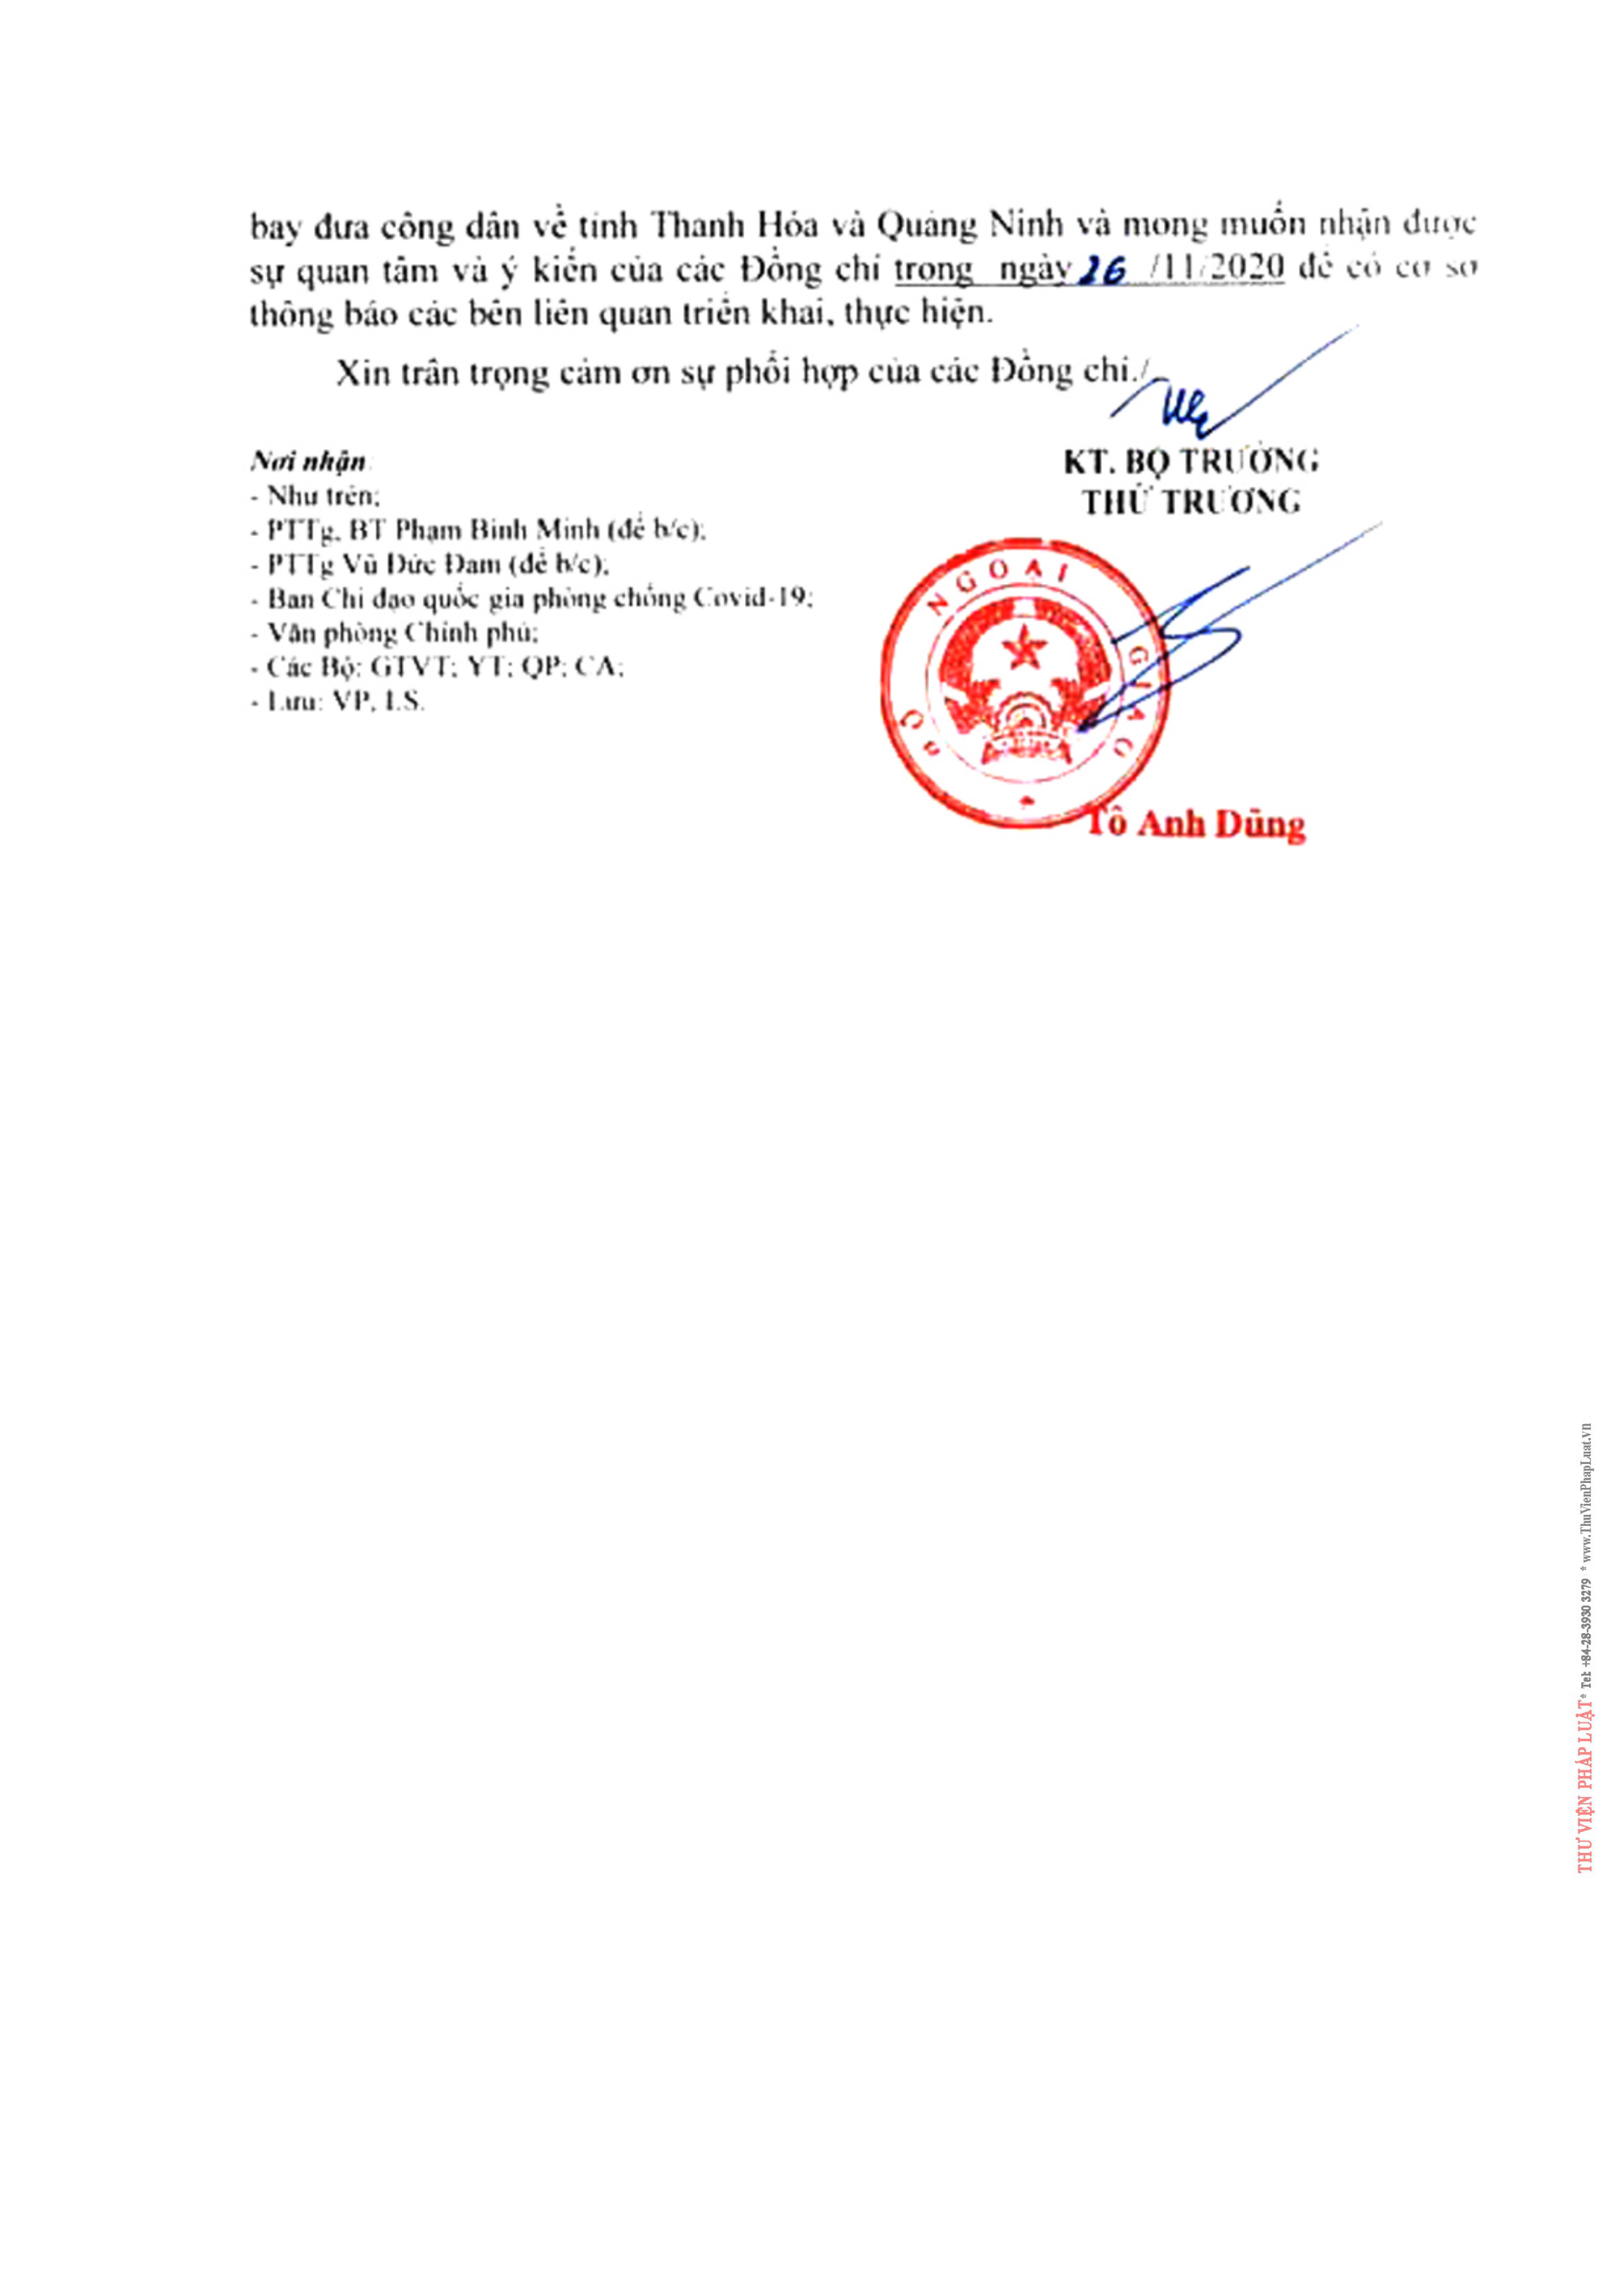 bay đưa công dân về tỉnh Thanh Hóa và Quảng Ninh và mong muốn nhận được
sự quan tâm và ý kiến của các Đồng chí trong ngày 26 /11/2020 để có cơ sở
thông báo các bên liên quan triển khai, thực hiện.
Xin trân trọng cảm ơn sự phối hợp của các Đồng chí./.
Nơi nhận:
- Như trên;
- PTTg, BT Phạm Bình Minh (để b/c);
- PTTg Vũ Đức Đam (để b/c);
- Ban Chỉ đạo quốc gia phòng chống Covid-19;
- Văn phòng Chính phủ;
- Các Bộ: GTVT; YT; QP; CA;
- Lưu: VP, LS.
KT. BỘ TRƯỞNG
THỨ TRƯỞNG
BỘ NGOẠI GIAO
Tô Anh Dũng
THƯ VIỆN PHÁP LUẬT * Tel: +84-28-3930 3279 * www.ThuVienPhapLuat.vn